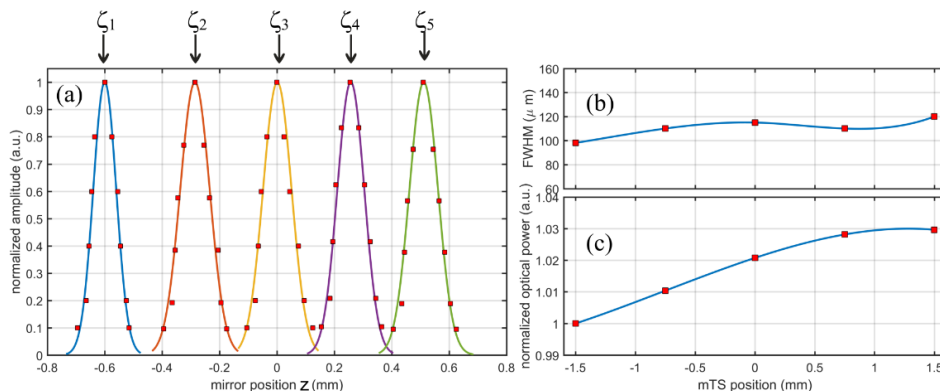 ζ1 ζ2 ζ3 ζ4 ζ5
(a)
normalized amplitude (a.u.)
1
0.9
0.8
0.7
0.6
0.5
0.4
0.3
0.2
0.1
0
-0.8 -0.6 -0.4 -0.2 0 0.2 0.4 0.6 0.8
mirror position z (mm)
(b)
FWHM (μ m)
160
140
120
100
80
60
(c)
normalized optical power (a.u.)
1.04
1.03
1.02
1.01
1
0.99
-1.5 -1 -0.5 0 0.5 1 1.5
mTS position (mm)